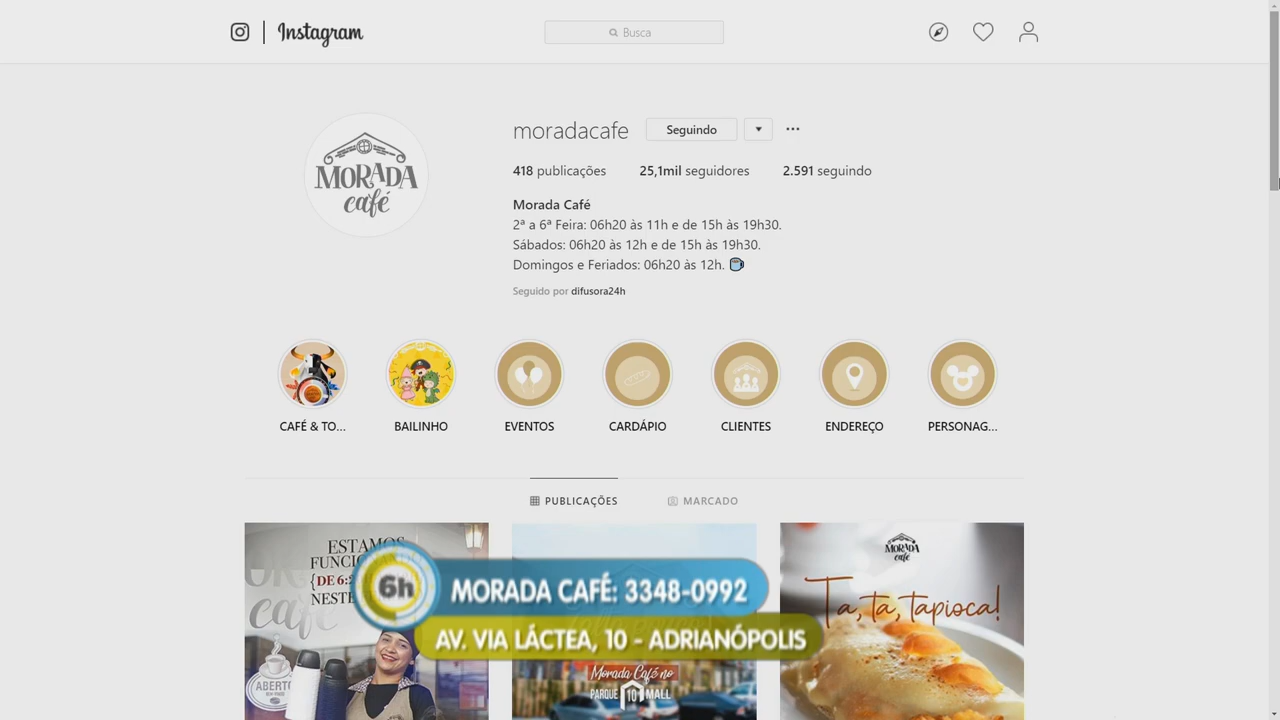 Instagram
Busca
MORADA
café
moradacafe
Seguindo
418 publicações
25,1mil seguidores
2.591 seguindo
Morada Café
2ª a 6ª Feira: 06h20 às 11h e de 15h às 19h30.
Sábados: 06h20 às 12h e de 15h às 19h30.
Domingos e Feriados: 06h20 às 12h.
Seguido por difusora24h
CAFÉ & TO...
BAILINHO
EVENTOS
CARDÁPIO
CLIENTES
ENDEREÇO
PERSONAG...
PUBLICAÇÕES
MARCADO
ESTAMOS
café
ABERTO
6h
MORADA CAFÉ: 3348-0992
AV. VIA LÁCTEA, 10 - ADRIANÓPOLIS
Morada Café no
PARQUE 10 MALL
MORADA
café
Ta, ta, tapioca!